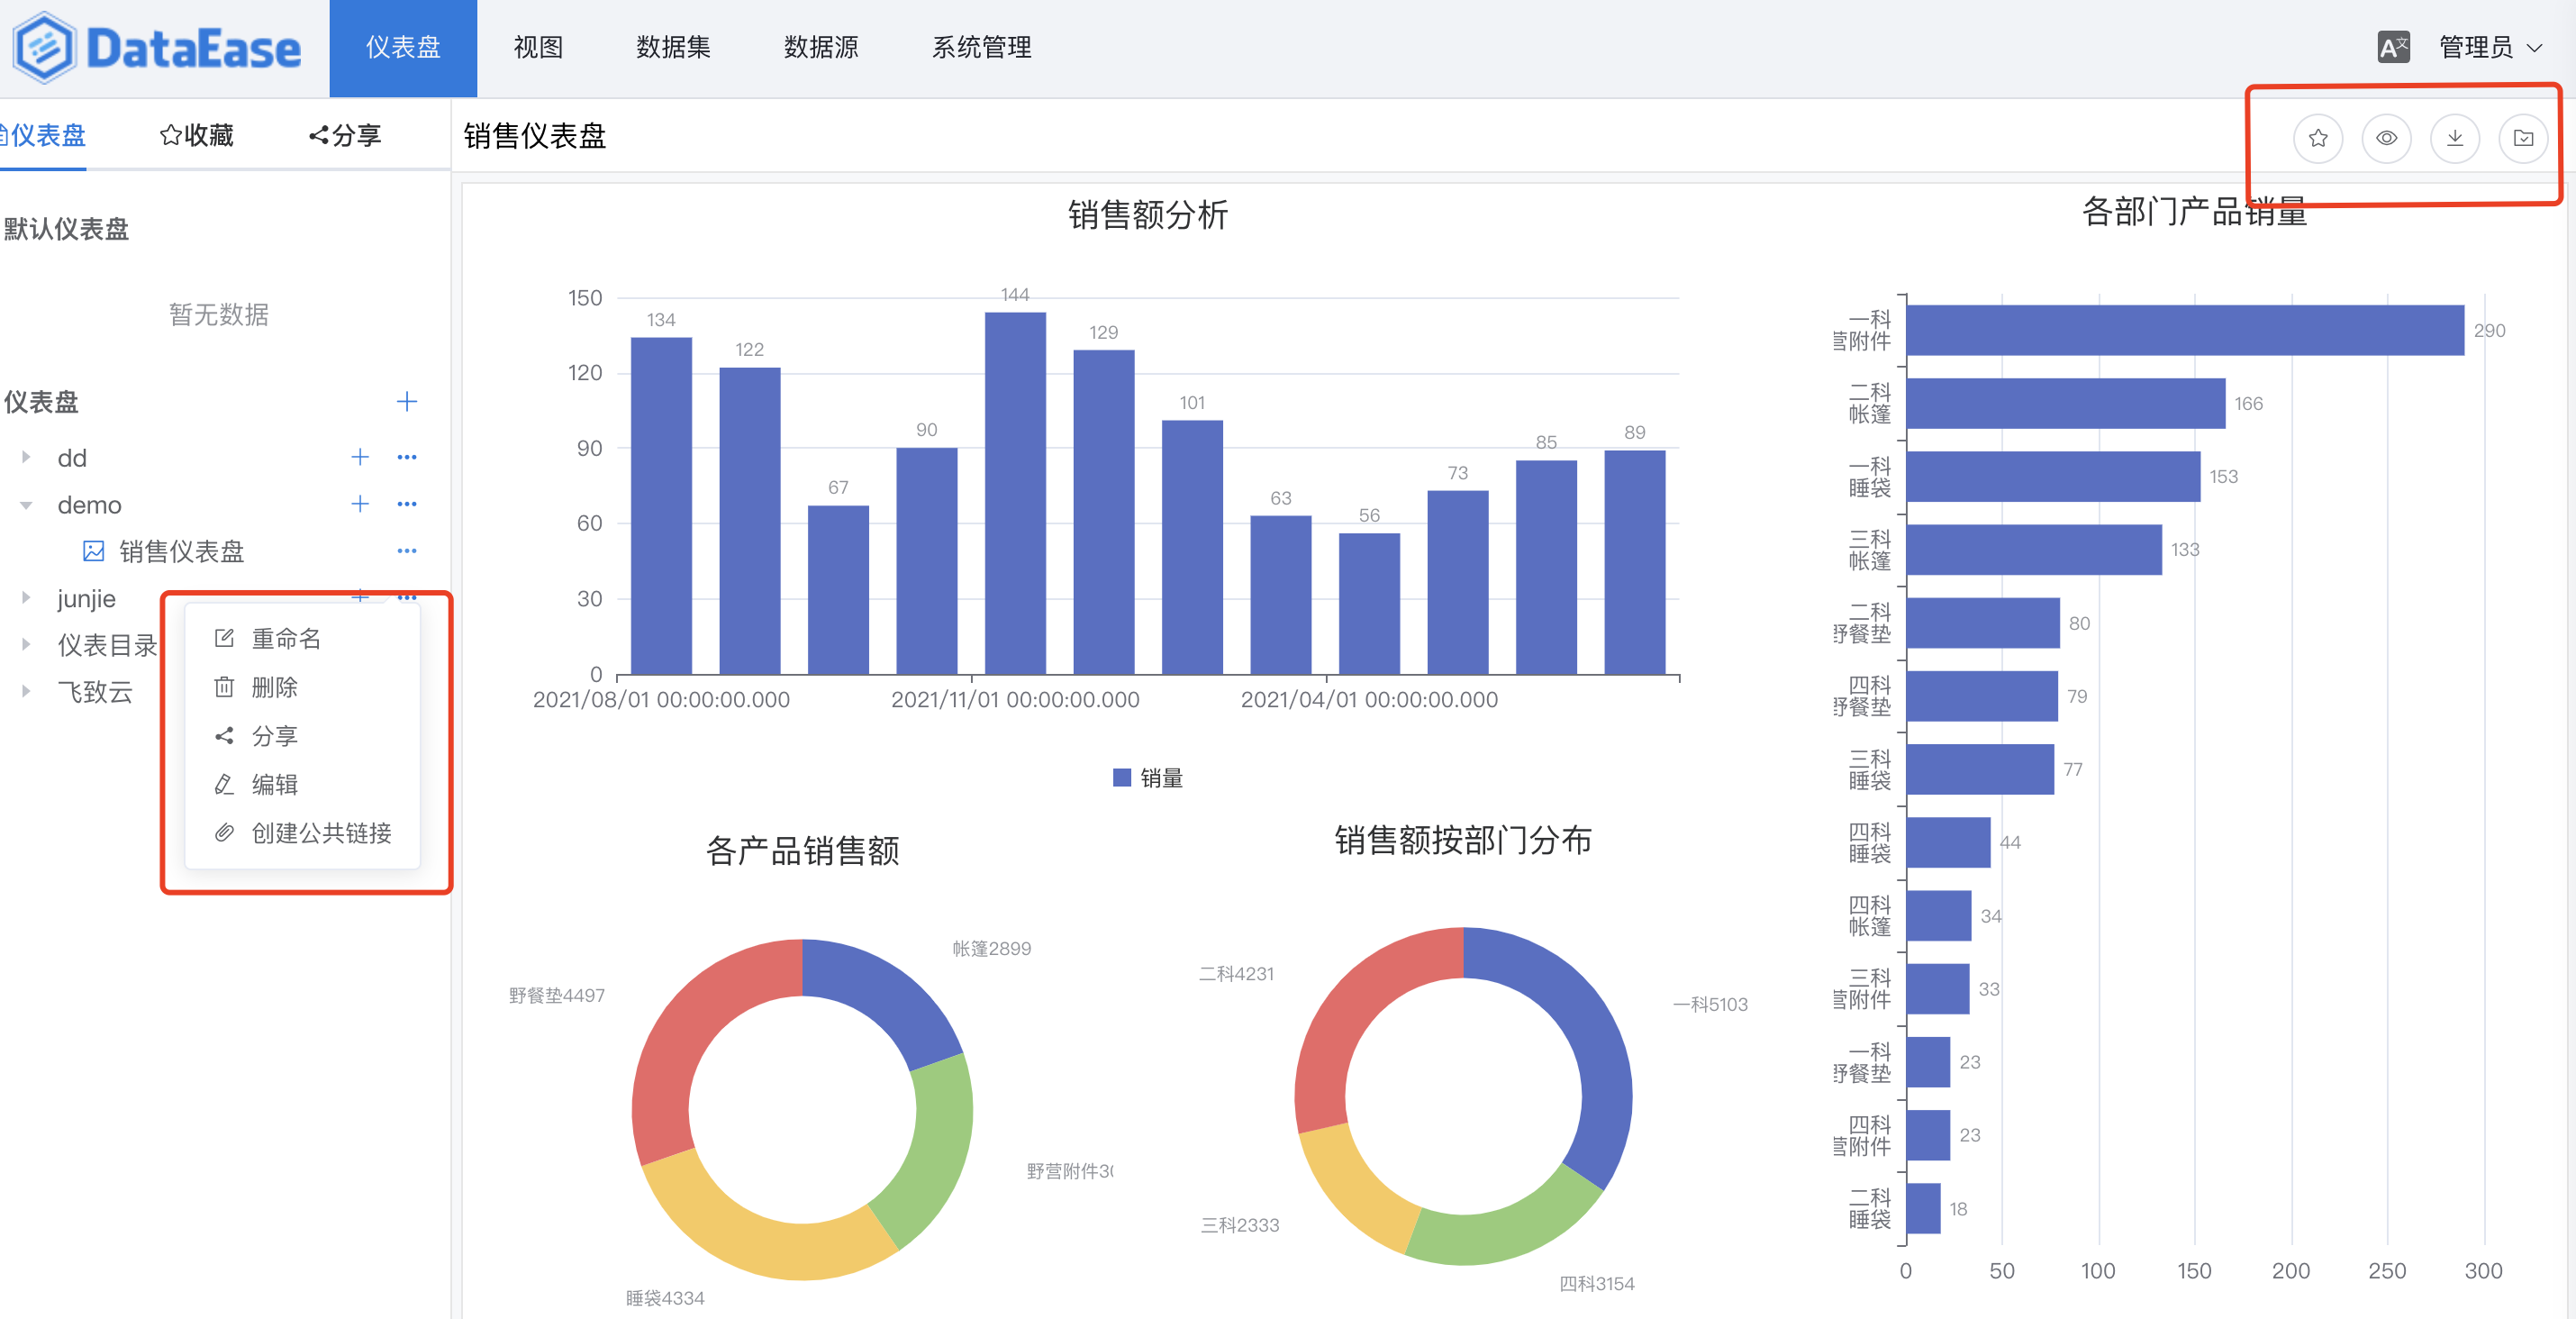 DataEase
仪表盘 视图 数据集 数据源 系统管理
管理员
仪表盘 收藏 分享
销售仪表盘
默认仪表盘
暂无数据
仪表盘
dd
demo
销售仪表盘
junjie
仪表目录
飞致云
重命名
删除
分享
编辑
创建公共链接
销售额分析
150
120
90
60
30
0
134
122
67
90
144
129
101
63
56
73
85
89
2021/08/01 00:00:00.000
2021/11/01 00:00:00.000
2021/04/01 00:00:00.000
销量
各产品销售额
帐篷2899
野餐垫4497
野营附件3
睡袋4334
销售额按部门分布
二科4231
一科5103
三科2333
四科3154
各部门产品销量
一科
营附件
290
二科
帐篷
166
一科
睡袋
153
三科
帐篷
133
二科
野餐垫
80
四科
野餐垫
79
三科
睡袋
77
四科
睡袋
44
四科
帐篷
34
三科
营附件
33
一科
野餐垫
23
四科
营附件
23
二科
睡袋
18
0 50 100 150 200 250 300